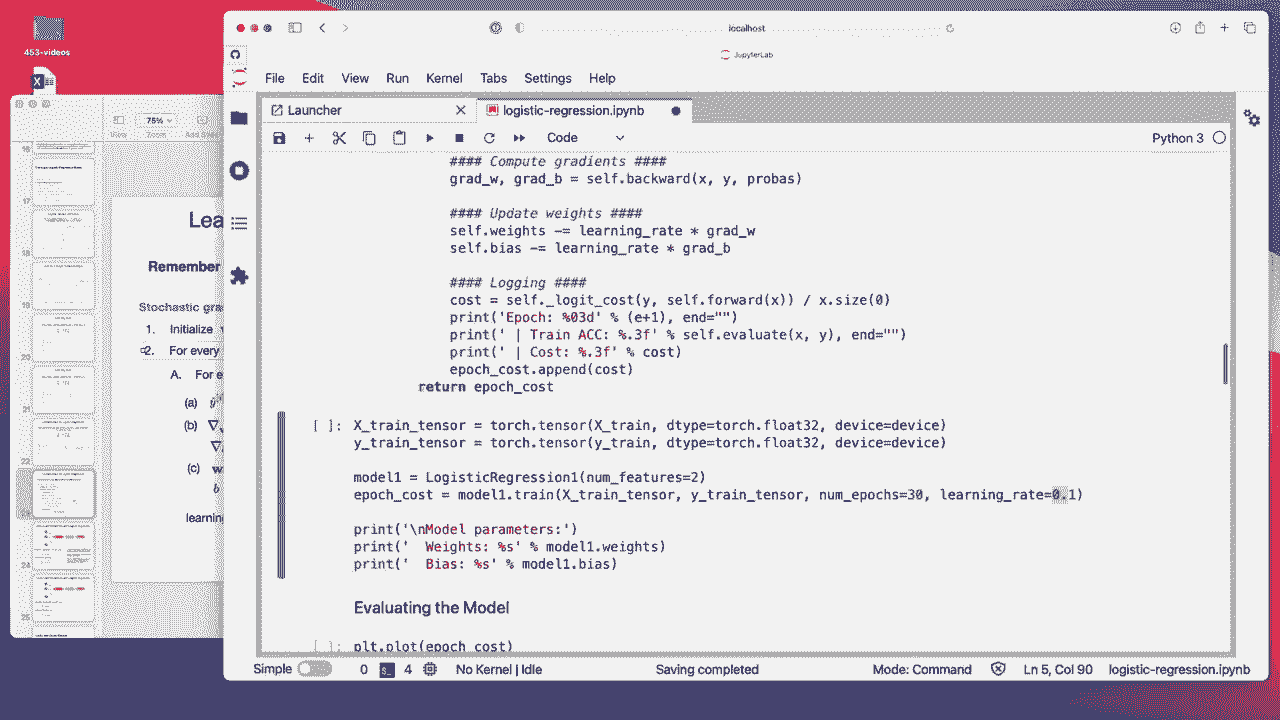 453-videos
localhost
JupyterLab
File Edit View Run Kernel Tabs Settings Help
Launcher
logistic-regression.ipynb
Code
Python 3
75%
View Zoom
#### Compute gradients ####
grad_w, grad_b = self.backward(x, y, probas)
#### Update weights ####
self.weights -= learning_rate * grad_w
self.bias -= learning_rate * grad_b
#### Logging ####
cost = self._logit_cost(y, self.forward(x)) / x.size(0)
print('Epoch: %03d' % (e+1), end="")
print(' | Train ACC: %.3f' % self.evaluate(x, y), end="")
print(' | Cost: %.3f' % cost)
epoch_cost.append(cost)
return epoch_cost
[ ]: X_train_tensor = torch.tensor(X_train, dtype=torch.float32, device=device)
y_train_tensor = torch.tensor(y_train, dtype=torch.float32, device=device)
model1 = LogisticRegression1(num_features=2)
epoch_cost = model1.train(X_train_tensor, y_train_tensor, num_epochs=30, learning_rate=0.1)
print('\nModel parameters:')
print('  Weights: %s' % model1.weights)
print('  Bias: %s' % model1.bias)
Evaluating the Model
[ ]: plt.plot(epoch_cost)
Simple 0 4 No Kernel | Idle Saving completed Mode: Command Ln 5, Col 90 logistic-regression.ipynb
Lea
Remember
Stochastic gra
1. Initialize
2. For every
A. For e
(a)
(b)
(c) w
b
learnin
17
18
19
20
21
22
24
25